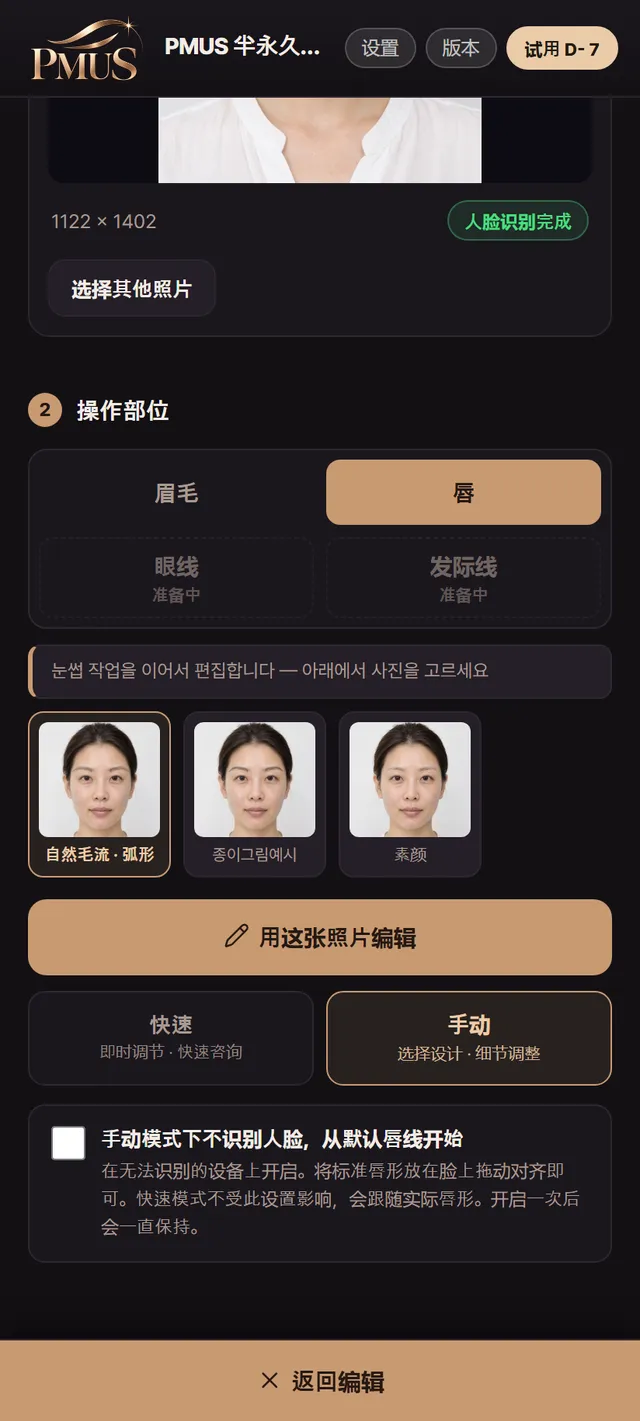 PMUS
PMUS 半永久...
设置
版本
试用 D-7
1122 × 1402
人脸识别完成
选择其他照片
2
操作部位
眉毛
唇
眼线
准备中
发际线
准备中
눈썹 작업을 이어서 편집합니다 — 아래에서 사진을 고르세요
自然毛流 · 弧形
종이그림예시
素颜
用这张照片编辑
快速
即时调节 · 快速咨询
手动
选择设计 · 细节调整
手动模式下不识别人脸，从默认唇线开始
在无法识别的设备上开启。将标准唇形放在脸上拖动对齐即
可。快速模式不受此设置影响，会跟随实际唇形。开启一次后
会一直保持。
返回编辑